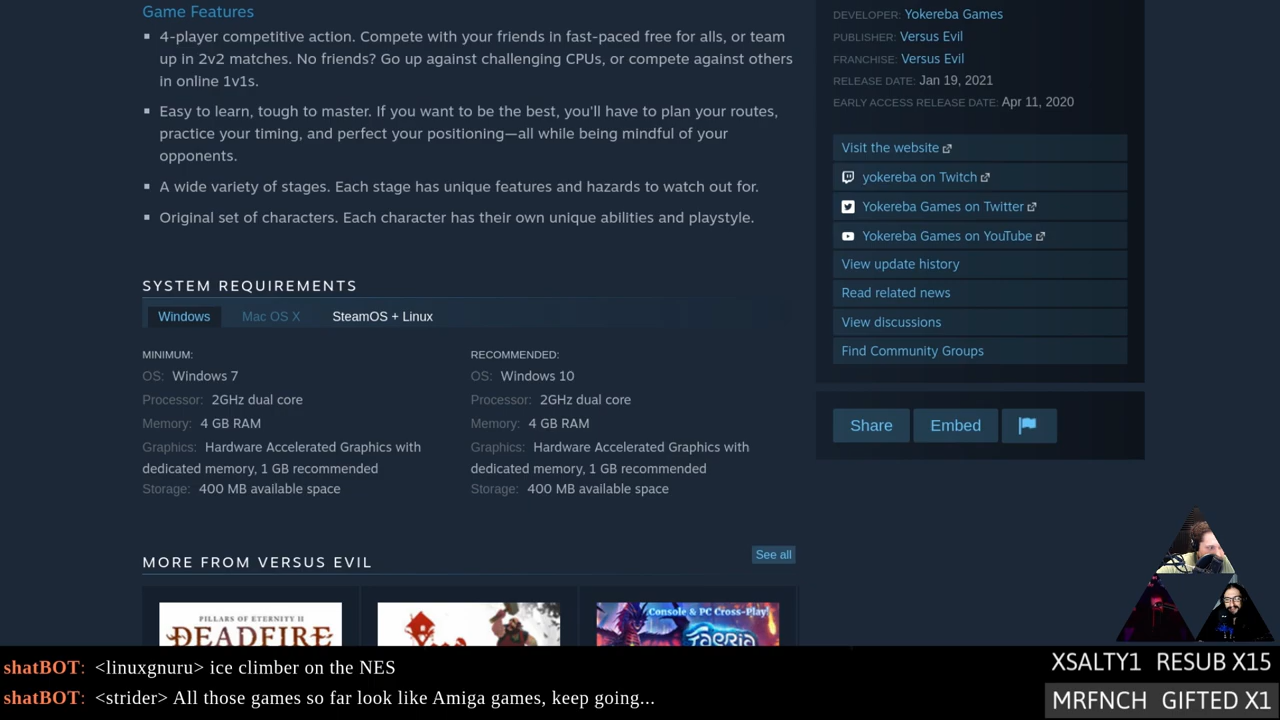 Game Features
4-player competitive action. Compete with your friends in fast-paced free for alls, or team
up in 2v2 matches. No friends? Go up against challenging CPUs, or compete against others
in online 1v1s.
Easy to learn, tough to master. If you want to be the best, you'll have to plan your routes,
practice your timing, and perfect your positioning—all while being mindful of your
opponents.
A wide variety of stages. Each stage has unique features and hazards to watch out for.
Original set of characters. Each character has their own unique abilities and playstyle.
SYSTEM REQUIREMENTS
Windows Mac OS X SteamOS + Linux
MINIMUM:
OS: Windows 7
Processor: 2GHz dual core
Memory: 4 GB RAM
Graphics: Hardware Accelerated Graphics with
dedicated memory, 1 GB recommended
Storage: 400 MB available space
RECOMMENDED:
OS: Windows 10
Processor: 2GHz dual core
Memory: 4 GB RAM
Graphics: Hardware Accelerated Graphics with
dedicated memory, 1 GB recommended
Storage: 400 MB available space
MORE FROM VERSUS EVIL
See all
PILLARS OF ETERNITY II
DEADFIRE
Console & PC Cross-Play!
FAERIA
DEVELOPER: Yokereba Games
PUBLISHER: Versus Evil
FRANCHISE: Versus Evil
RELEASE DATE: Jan 19, 2021
EARLY ACCESS RELEASE DATE: Apr 11, 2020
Visit the website
yokereba on Twitch
Yokereba Games on Twitter
Yokereba Games on YouTube
View update history
Read related news
View discussions
Find Community Groups
Share Embed
shatBOT: <linuxgnuru> ice climber on the NES
shatBOT: <strider> All those games so far look like Amiga games, keep going...
XSALTY1 RESUB X15
MRFNCH GIFTED X1